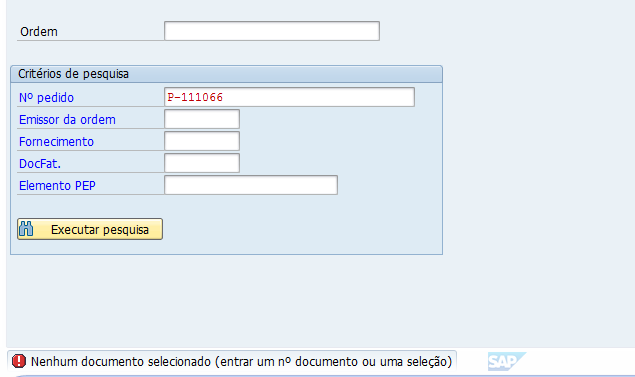 Ordem
Critérios de pesquisa
Nº pedido P-111066
Emissor da ordem
Fornecimento
DocFat.
Elemento PEP
Executar pesquisa
Nenhum documento selecionado (entrar um nº documento ou uma seleção)
SAP